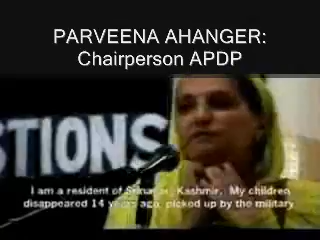 PARVEENA AHANGER:
Chairperson APDP
STIONS
I am a resident of Srinagar, Kashmir. My children
disappeared 14 years ago, picked up by the military